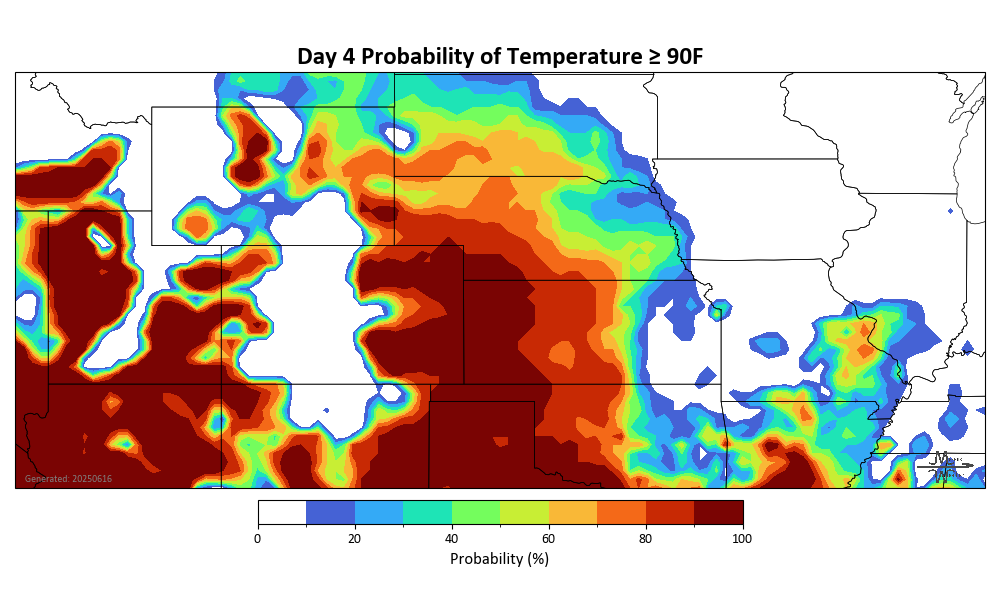 Day 4 Probability of Temperature ≥ 90F
Generated: 20250616
0 20 40 60 80 100
Probability (%)